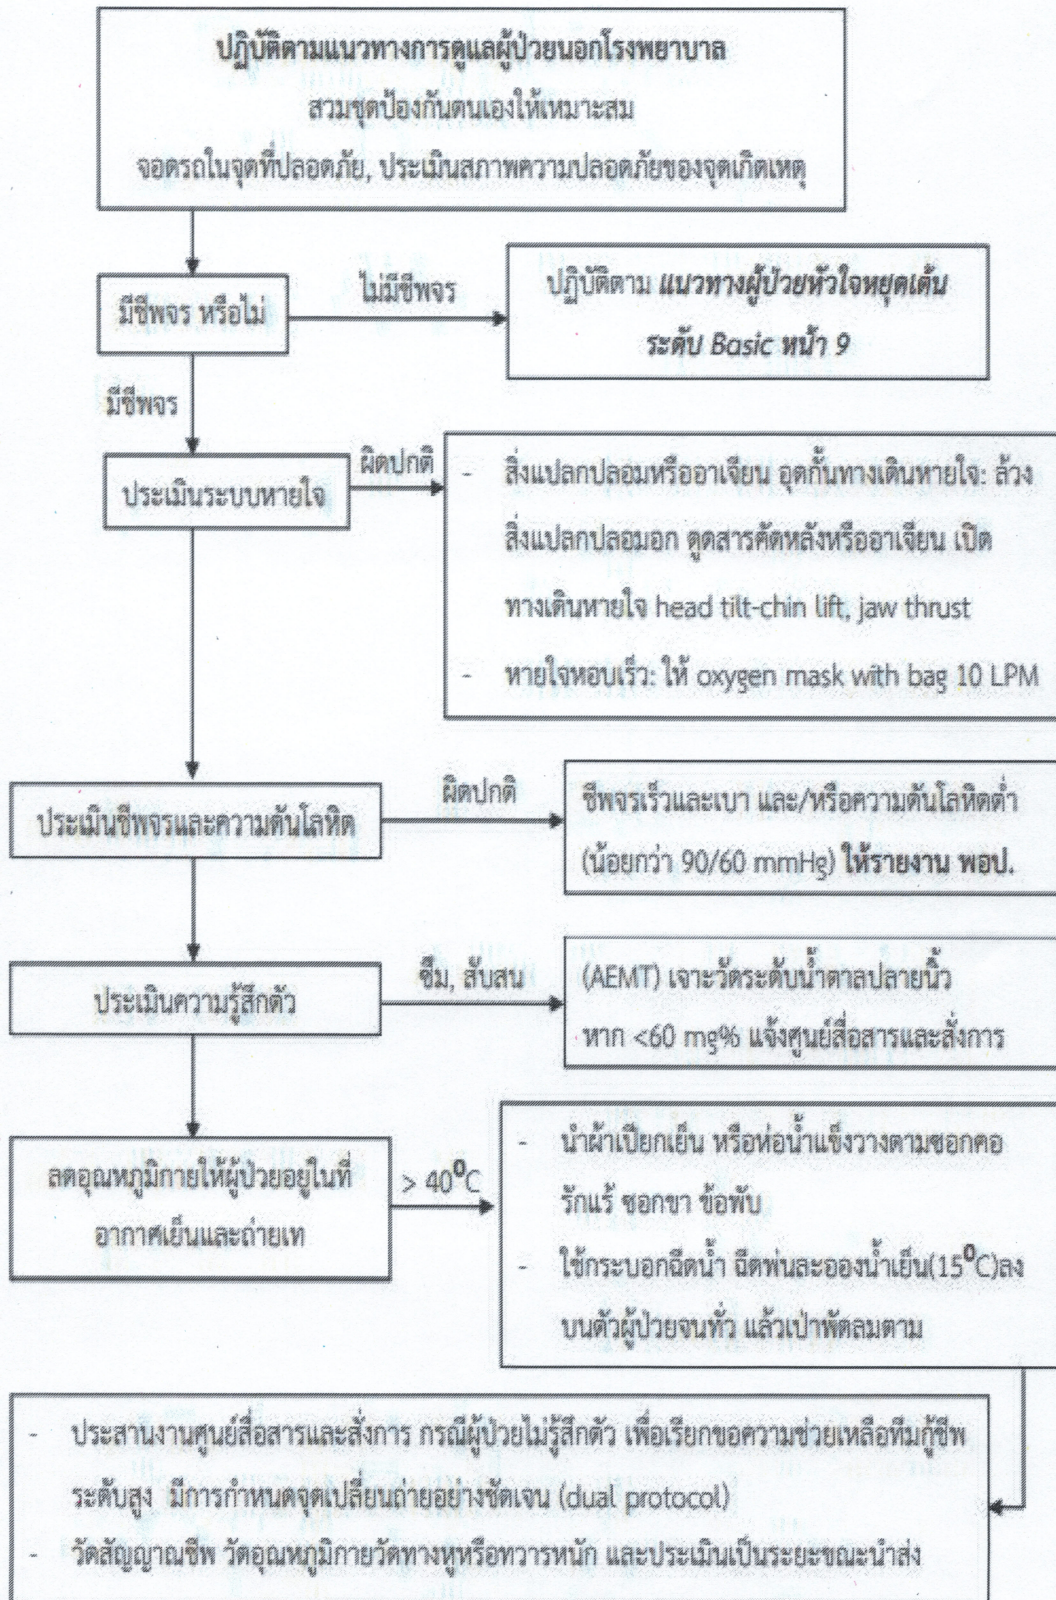 ปฏิบัติตามแนวทางการดูแลผู้ป่วยนอกโรงพยาบาล
สวมชุดป้องกันตนเองให้เหมาะสม
จอดรถในจุดที่ปลอดภัย, ประเมินสภาพความปลอดภัยของจุดเกิดเหตุ
มีชีพจร หรือไม่
ไม่มีชีพจร
ปฏิบัติตาม แนวทางผู้ป่วยหัวใจหยุดเต้น
ระดับ Basic หน้า 9
มีชีพจร
ประเมินระบบหายใจ
ผิดปกติ
- สิ่งแปลกปลอมหรืออาเจียน อุดกั้นทางเดินหายใจ: ล้วง
สิ่งแปลกปลอมอก ดูดสารคัดหลังหรืออาเจียน เปิด
ทางเดินหายใจ head tilt-chin lift, jaw thrust
- หายใจหอบเร็ว: ให้ oxygen mask with bag 10 LPM
ประเมินชีพจรและความดันโลหิต
ผิดปกติ
ชีพจรเร็วและเบา และ/หรือความดันโลหิตต่ำ
(น้อยกว่า 90/60 mmHg) ให้รายงาน พอป.
ประเมินความรู้สึกตัว
ซึม, สับสน
(AEMT) เจาะวัดระดับน้ำตาลปลายนิ้ว
หาก <60 mg% แจ้งศูนย์สื่อสารและสั่งการ
ลดอุณหภูมิกายให้ผู้ป่วยอยู่ในที่
อากาศเย็นและถ่ายเท
> 40⁰C
- นำผ้าเปียกเย็น หรือห่อน้ำแข็งวางตามซอกคอ
รักแร้ ซอกขา ข้อพับ
- ใช้กระบอกฉีดน้ำ ฉีดพ่นละอองน้ำเย็น(15⁰C)ลง
บนตัวผู้ป่วยจนทั่ว แล้วเป่าพัดลมตาม
- ประสานงานศูนย์สื่อสารและสั่งการ กรณีผู้ป่วยไม่รู้สึกตัว เพื่อเรียกขอความช่วยเหลือทีมกู้ชีพ
ระดับสูง มีการกำหนดจุดเปลี่ยนถ่ายอย่างชัดเจน (dual protocol)
- วัดสัญญาณชีพ วัดอุณหภูมิกายวัดทางหูหรือทวารหนัก และประเมินเป็นระยะขณะนำส่ง